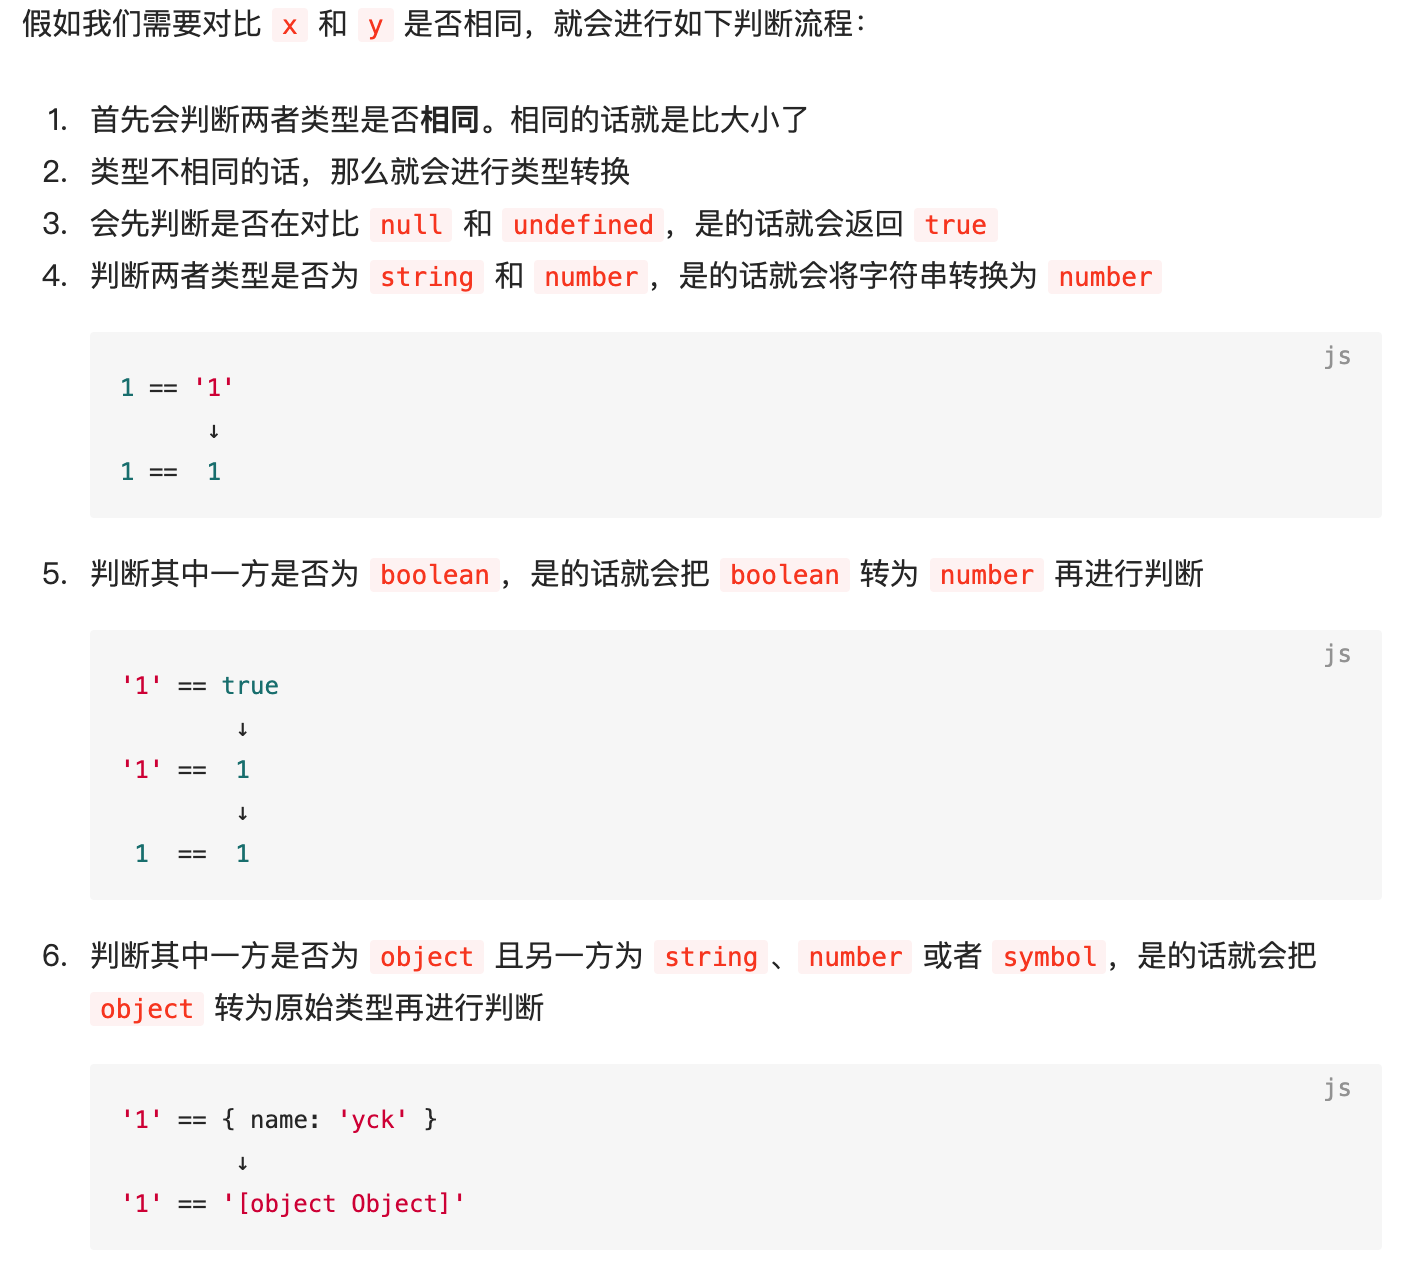 假如我们需要对比 x 和 y 是否相同，就会进行如下判断流程：
1. 首先会判断两者类型是否相同。相同的话就是比大小了
2. 类型不相同的话，那么就会进行类型转换
3. 会先判断是否在对比 null 和 undefined，是的话就会返回 true
4. 判断两者类型是否为 string 和 number，是的话就会将字符串转换为 number
js
1 == '1'
↓
1 == 1
5. 判断其中一方是否为 boolean，是的话就会把 boolean 转为 number 再进行判断
js
'1' == true
↓
'1' == 1
↓
1 == 1
6. 判断其中一方是否为 object 且另一方为 string、number 或者 symbol，是的话就会把
object 转为原始类型再进行判断
js
'1' == { name: 'yck' }
↓
'1' == '[object Object]'